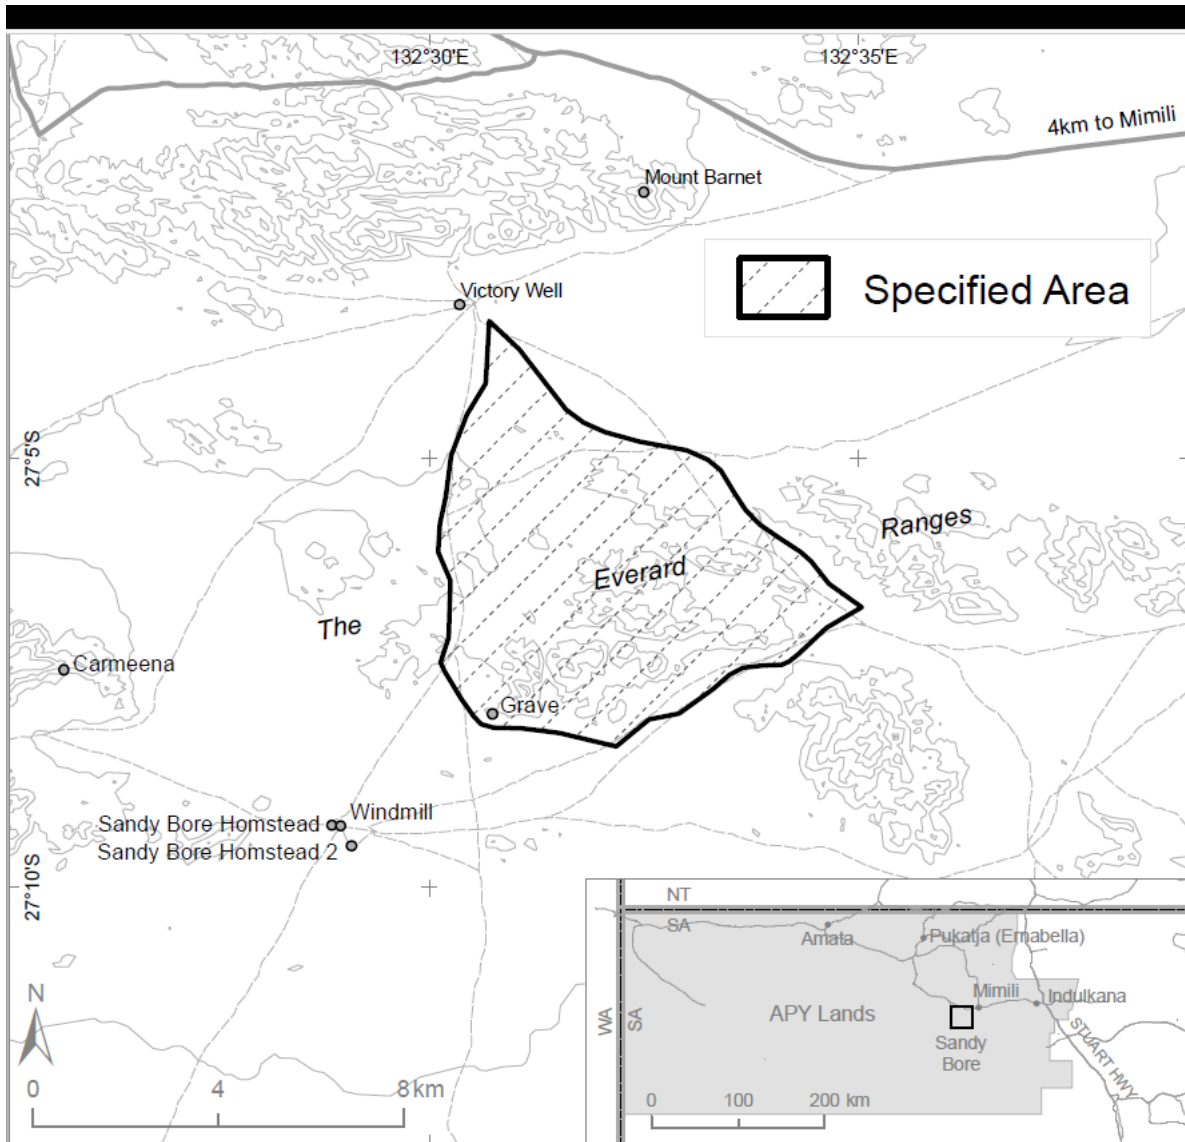 132°30'E
132°35'E
4km to Mimili
Mount Barnet
Victory Well
Specified Area
27°5'S
Ranges
Everard
The
Carmeena
Grave
Windmill
Sandy Bore Homstead
Sandy Bore Homstead 2
27°10'S
N
0 4 8km
NT
SA
Amata
Pukatja (Ernabella)
Mimili
Indulkana
APY Lands
WA
SA
Sandy
Bore
STUART HWY
0 100 200 km